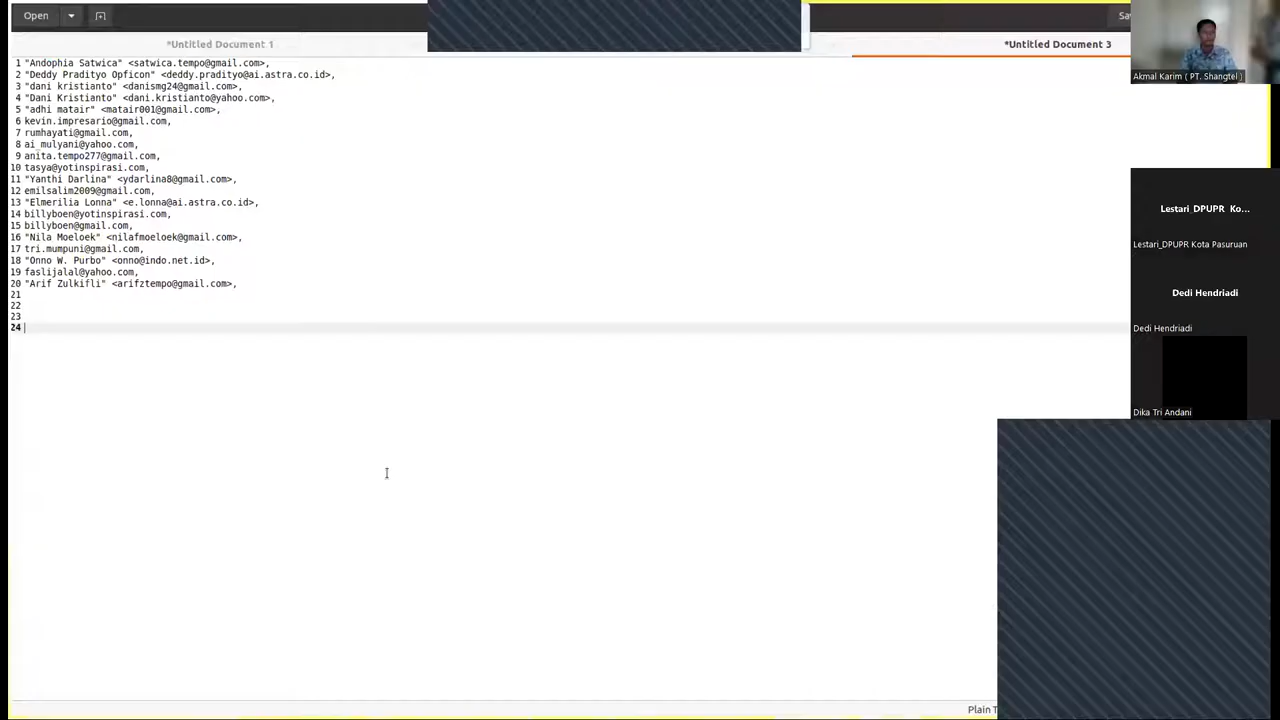 Open
Sa
*Untitled Document 1
*Untitled Document 3
1 "Andophia Satwica" <satwica.tempo@gmail.com>,
2 "Deddy Pradityo Opficon" <deddy.pradityo@ai.astra.co.id>,
3 "dani kristianto" <danismg24@gmail.com>,
4 "Dani Kristianto" <dani.kristianto@yahoo.com>,
5 "adhi matair" <matair001@gmail.com>,
6 kevin.impresario@gmail.com,
7 rumhayati@gmail.com,
8 ai_mulyani@yahoo.com,
9 anita.tempo277@gmail.com,
10 tasya@yotinspirasi.com,
11 "Yanthi Darlina" <ydarlina8@gmail.com>,
12 emilsalim2009@gmail.com,
13 "Elmerilia Lonna" <e.lonna@ai.astra.co.id>,
14 billyboen@yotinspirasi.com,
15 billyboen@gmail.com,
16 "Nila Moeloek" <nilafmoeloek@gmail.com>,
17 tri.mumpuni@gmail.com,
18 "Onno W. Purbo" <onno@indo.net.id>,
19 faslijalal@yahoo.com,
20 "Arif Zulkifli" <arifztempo@gmail.com>,
21
22
23
24
Akmal Karim ( PT. Shangtel )
Lestari_DPUPR Ko...
Lestari_DPUPR Kota Pasuruan
Dedi Hendriadi
Dedi Hendriadi
Dika Tri Andani
Plain T